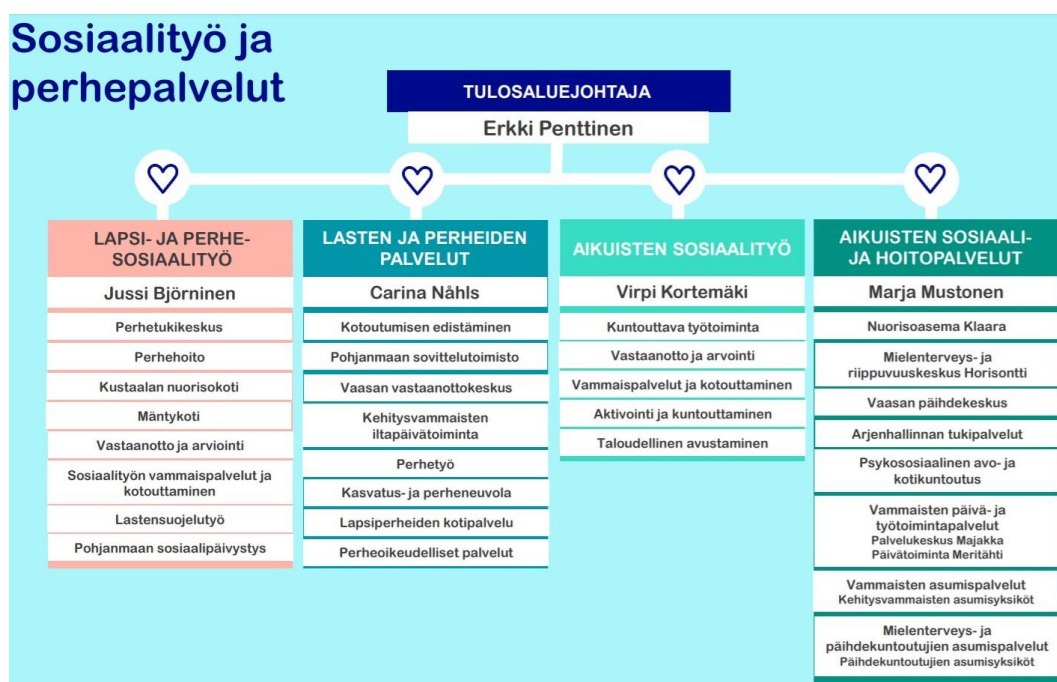 Sosiaalityö ja
perhepalvelut
TULOSALUEJOHTAJA
Erkki Penttinen
LAPSI- JA PERHE-
SOSIAALITYÖ
Jussi Björninen
Perhetukikeskus
Perhehoito
Kustaalan nuorisokoti
Mäntykoti
Vastaanotto ja arviointi
Sosiaalityön vammaispalvelut ja
kotouttaminen
Lastensuojelutyö
Pohjanmaan sosiaalipäivystys
LASTEN JA PERHEIDEN
PALVELUT
Carina Nåhls
Kotoutumisen edistäminen
Pohjanmaan sovittelutoimisto
Vaasan vastaanottokeskus
Kehitysvammaisten
iltapäivätoiminta
Perhetyö
Kasvatus- ja perheneuvola
Lapsiperheiden kotipalvelu
Perheoikeudelliset palvelut
AIKUISTEN SOSIAALITYÖ
Virpi Kortemäki
Kuntouttava työtoiminta
Vastaanotto ja arvointi
Vammaispalvelut ja kotouttaminen
Aktivointi ja kuntouttaminen
Taloudellinen avustaminen
AIKUISTEN SOSIAALI-
JA HOITOPALVELUT
Marja Mustonen
Nuorisoasema Klaara
Mielenterveys- ja
riippuvuuskeskus Horisontti
Vaasan päihdekeskus
Arjenhallinnan tukipalvelut
Psykososiaalinen avo- ja
kotikuntoutus
Vammaisten päivä- ja
työtoimintapalvelut
Palvelukeskus Majakka
Päivätoiminta Meritähti
Vammaisten asumispalvelut
Kehitysvammaisten asumisyksiköt
Mielenterveys- ja
päihdekuntoutujien asumispalvelut
Päihdekuntoutujien asumisyksiköt